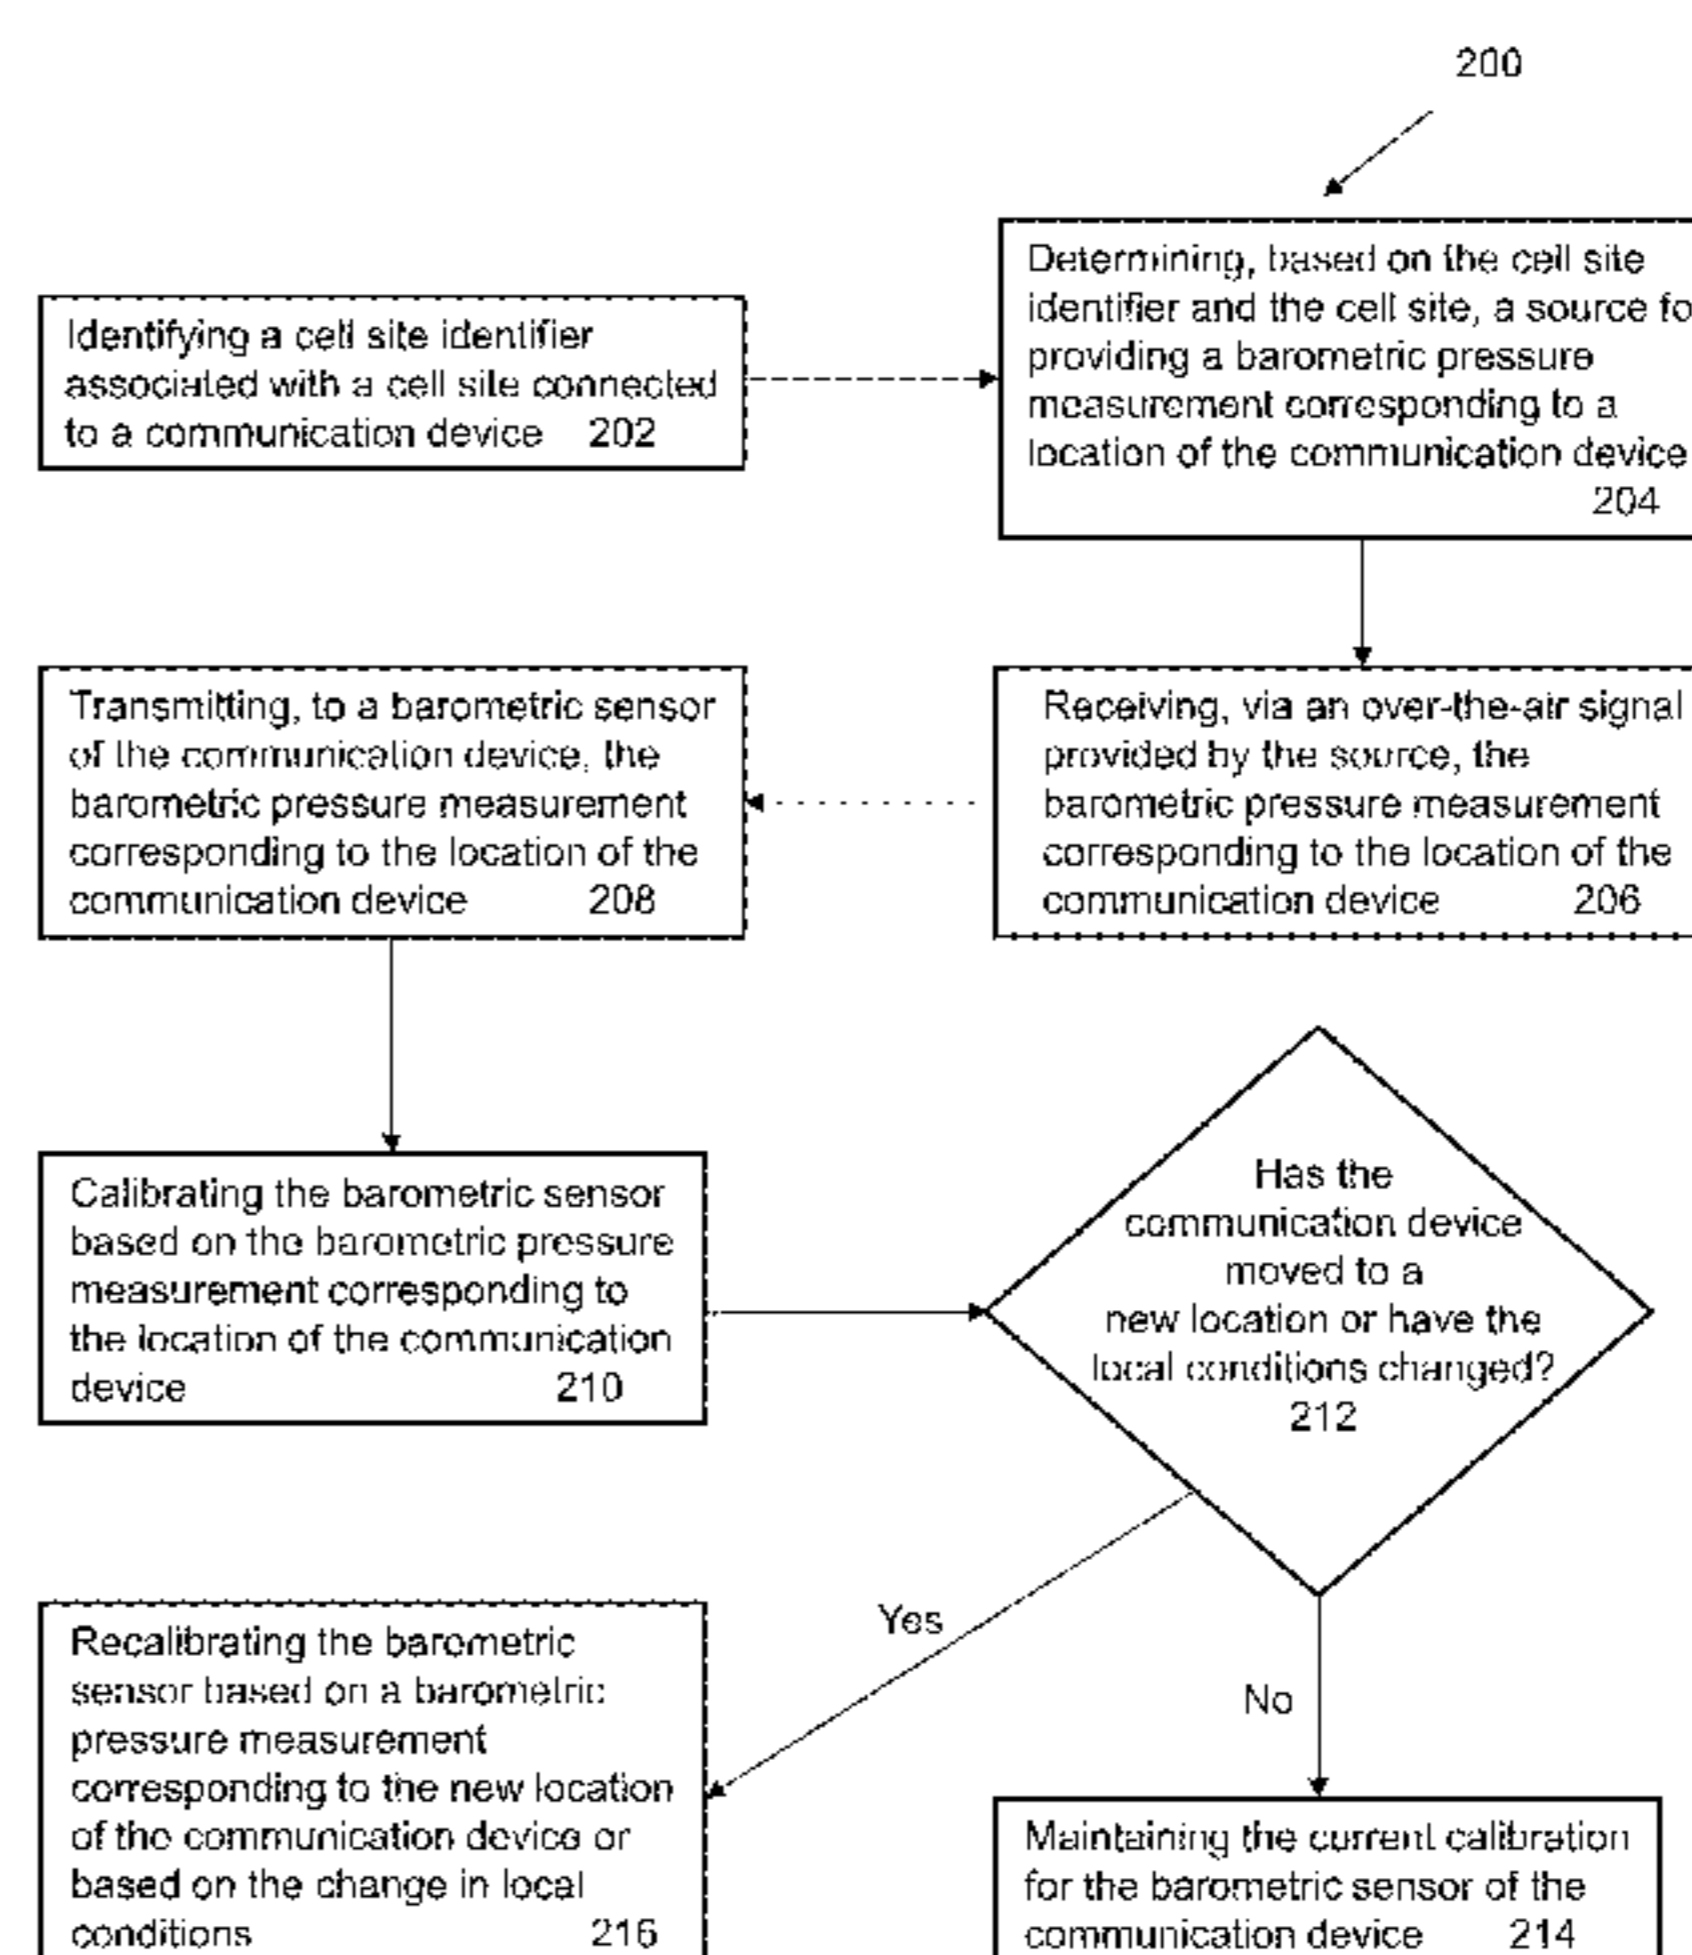 200
Identifying a cell site identifier
associated with a cell site connected
to a communication device 202
Determining, based on the cell site
identifier and the cell site, a source fo
providing a barometric pressure
measurement corresponding to a
location of the communication device
204
Receiving, via an over-the-air signal
provided by the source, the
barometric pressure measurement
corresponding to the location of the
communication device 206
Transmitting, to a barometric sensor
of the communication device, the
barometric pressure measurement
corresponding to the location of the
communication device 208
Calibrating the barometric sensor
based on the barometric pressure
measurement corresponding to
the location of the communication
device 210
Has the
communication device
moved to a
new location or have the
local conditions changed?
212
Yes
No
Recalibrating the barometric
sensor based on a barometric
pressure measurement
corresponding to the new location
of the communication device or
based on the change in local
conditions 216
Maintaining the current calibration
for the barometric sensor of the
communication device 214